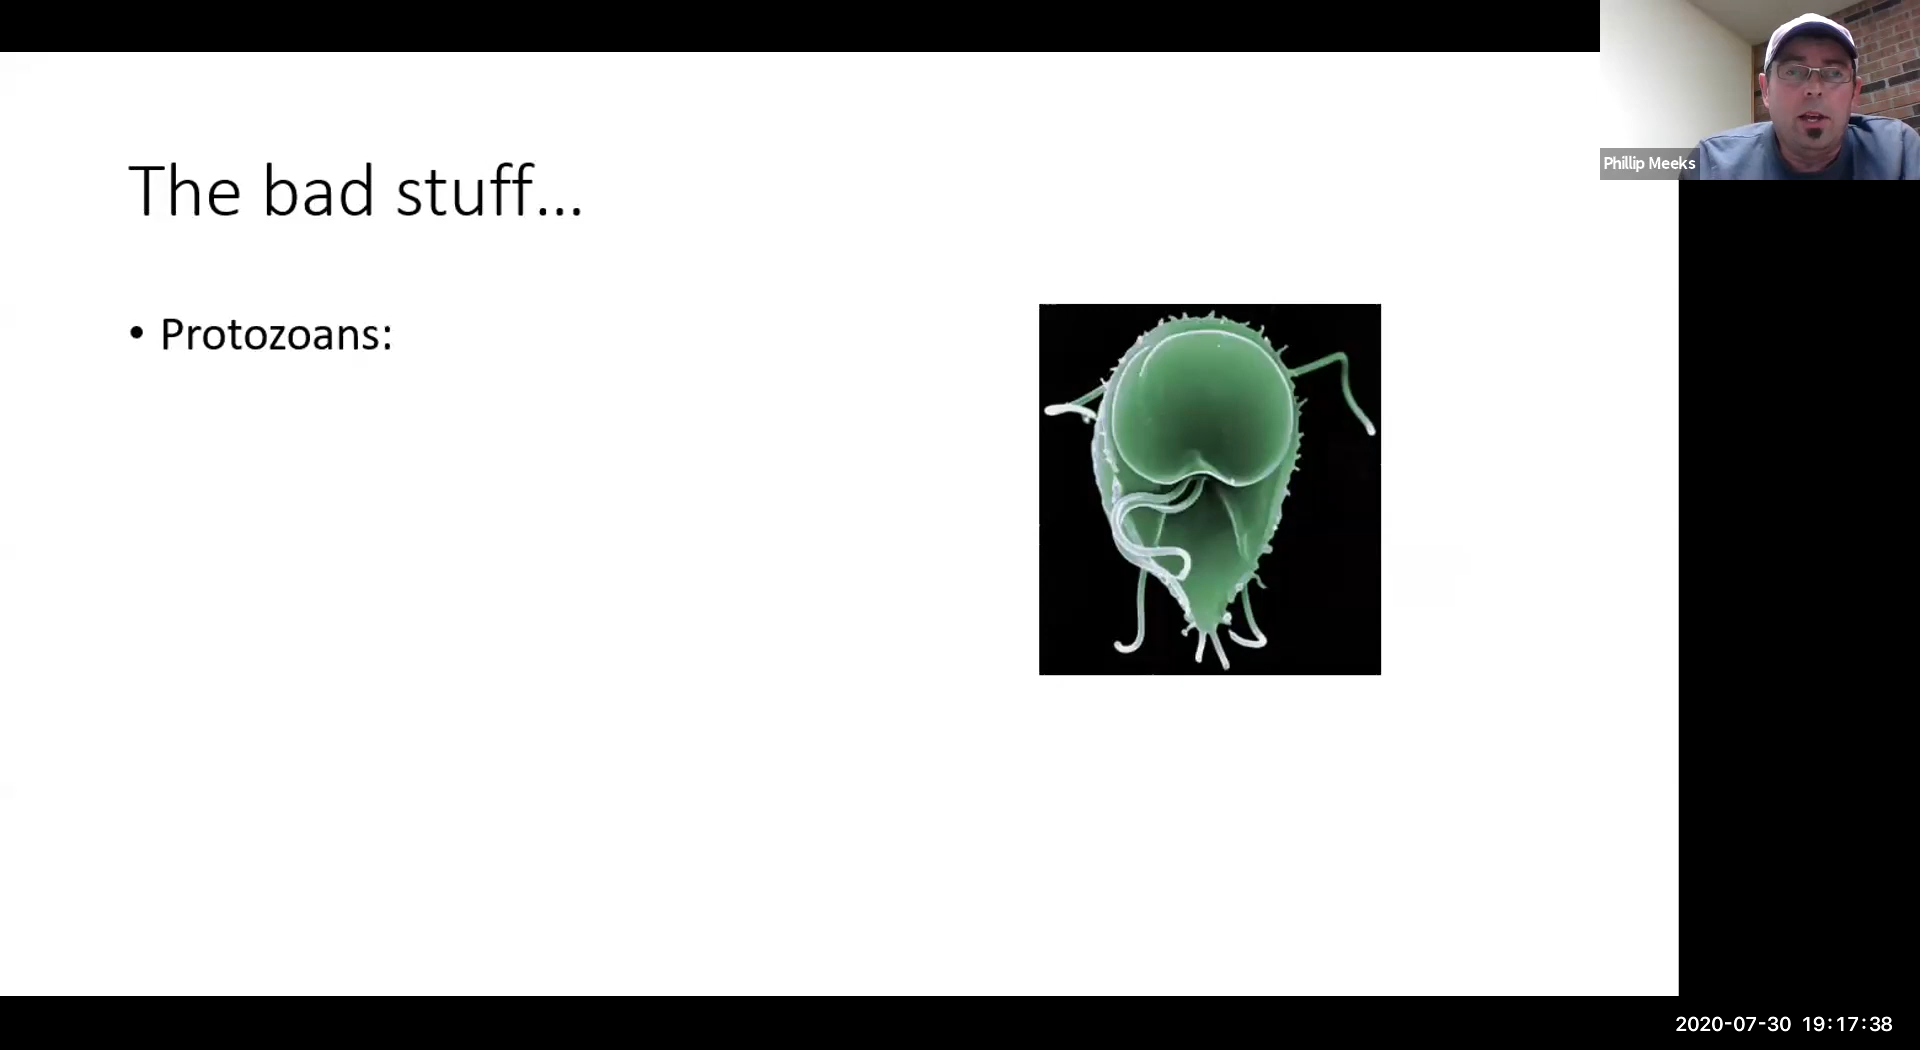 Phillip Meeks
The bad stuff...
• Protozoans:
2020-07-30 19:17:38